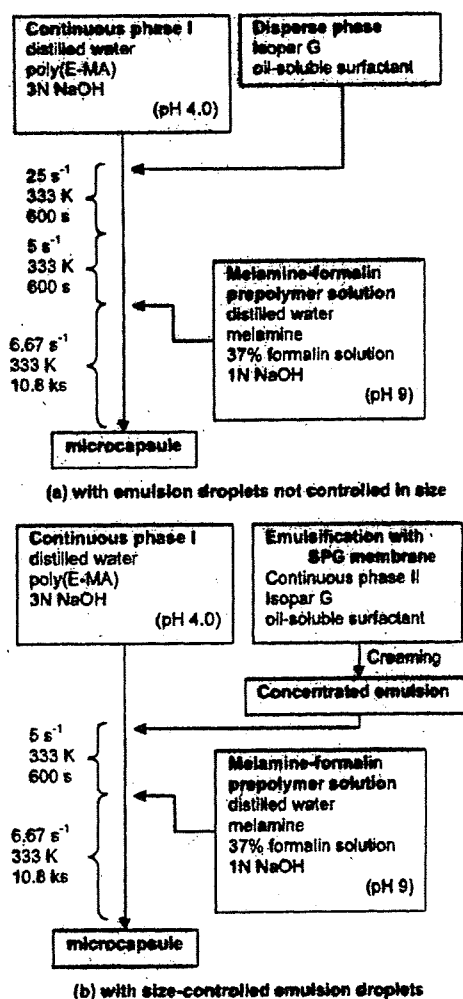 Continuous phase I
distilled water
poly(E-MA)
3N NaOH
(pH 4.0)
Disperse phase
Isopar G
oil-soluble surfactant
25 s⁻¹
333 K
600 s
5 s⁻¹
333 K
600 s
Melamine-formalin
prepolymer solution
distilled water
melamine
37% formalin solution
1N NaOH
(pH 9)
6.67 s⁻¹
333 K
10.8 ks
microcapsule
(a) with emulsion droplets not controlled in size
Continuous phase I
distilled water
poly(E-MA)
3N NaOH
(pH 4.0)
Emulsification with
SPG membrane
Continuous phase II
Isopar G
oil-soluble surfactant
Creaming
Concentrated emulsion
5 s⁻¹
333 K
600 s
Melamine-formalin
prepolymer solution
distilled water
melamine
37% formalin solution
1N NaOH
(pH 9)
6.67 s⁻¹
333 K
10.8 ks
microcapsule
(b) with size-controlled emulsion droplets